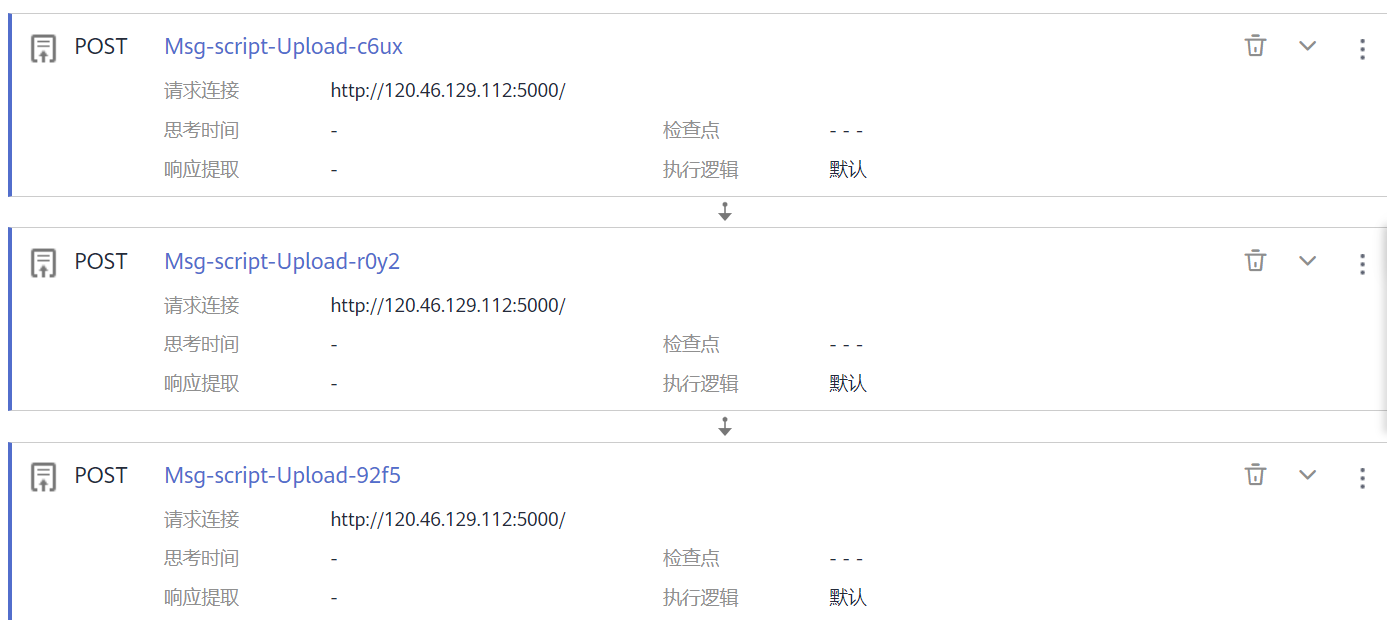 POST Msg-script-Upload-c6ux
请求连接 http://120.46.129.112:5000/
思考时间 - 检查点 - - -
响应提取 - 执行逻辑 默认
POST Msg-script-Upload-r0y2
请求连接 http://120.46.129.112:5000/
思考时间 - 检查点 - - -
响应提取 - 执行逻辑 默认
POST Msg-script-Upload-92f5
请求连接 http://120.46.129.112:5000/
思考时间 - 检查点 - - -
响应提取 - 执行逻辑 默认